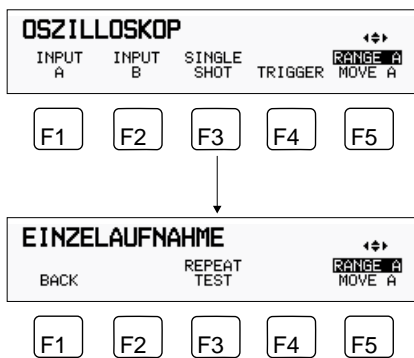 OSZILLOSKOP
INPUT INPUT SINGLE RANGE A
A B SHOT TRIGGER MOVE A
F1 F2 F3 F4 F5
EINZELAUFNAHME
REPEAT RANGE A
BACK TEST MOVE A
F1 F2 F3 F4 F5